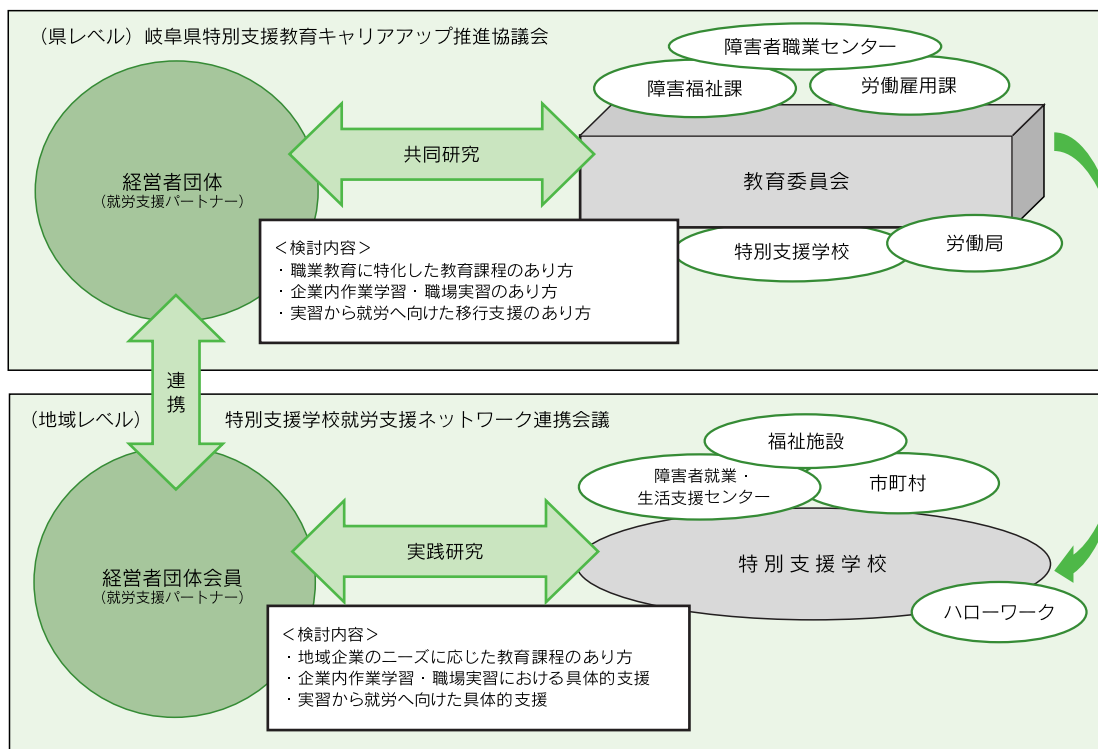 （県レベル）岐阜県特別支援教育キャリアアップ推進協議会
障害者職業センター
障害福祉課
労働雇用課
共同研究
経営者団体
（就労支援パートナー）
教育委員会
特別支援学校
労働局
＜検討内容＞
・職業教育に特化した教育課程のあり方
・企業内作業学習・職場実習のあり方
・実習から就労へ向けた移行支援のあり方
連
携
（地域レベル）
特別支援学校就労支援ネットワーク連携会議
福祉施設
障害者就業・
生活支援センター
市町村
実践研究
特別支援学校
経営者団体会員
（就労支援パートナー）
ハローワーク
＜検討内容＞
・地域企業のニーズに応じた教育課程のあり方
・企業内作業学習・職場実習における具体的支援
・実習から就労へ向けた具体的支援